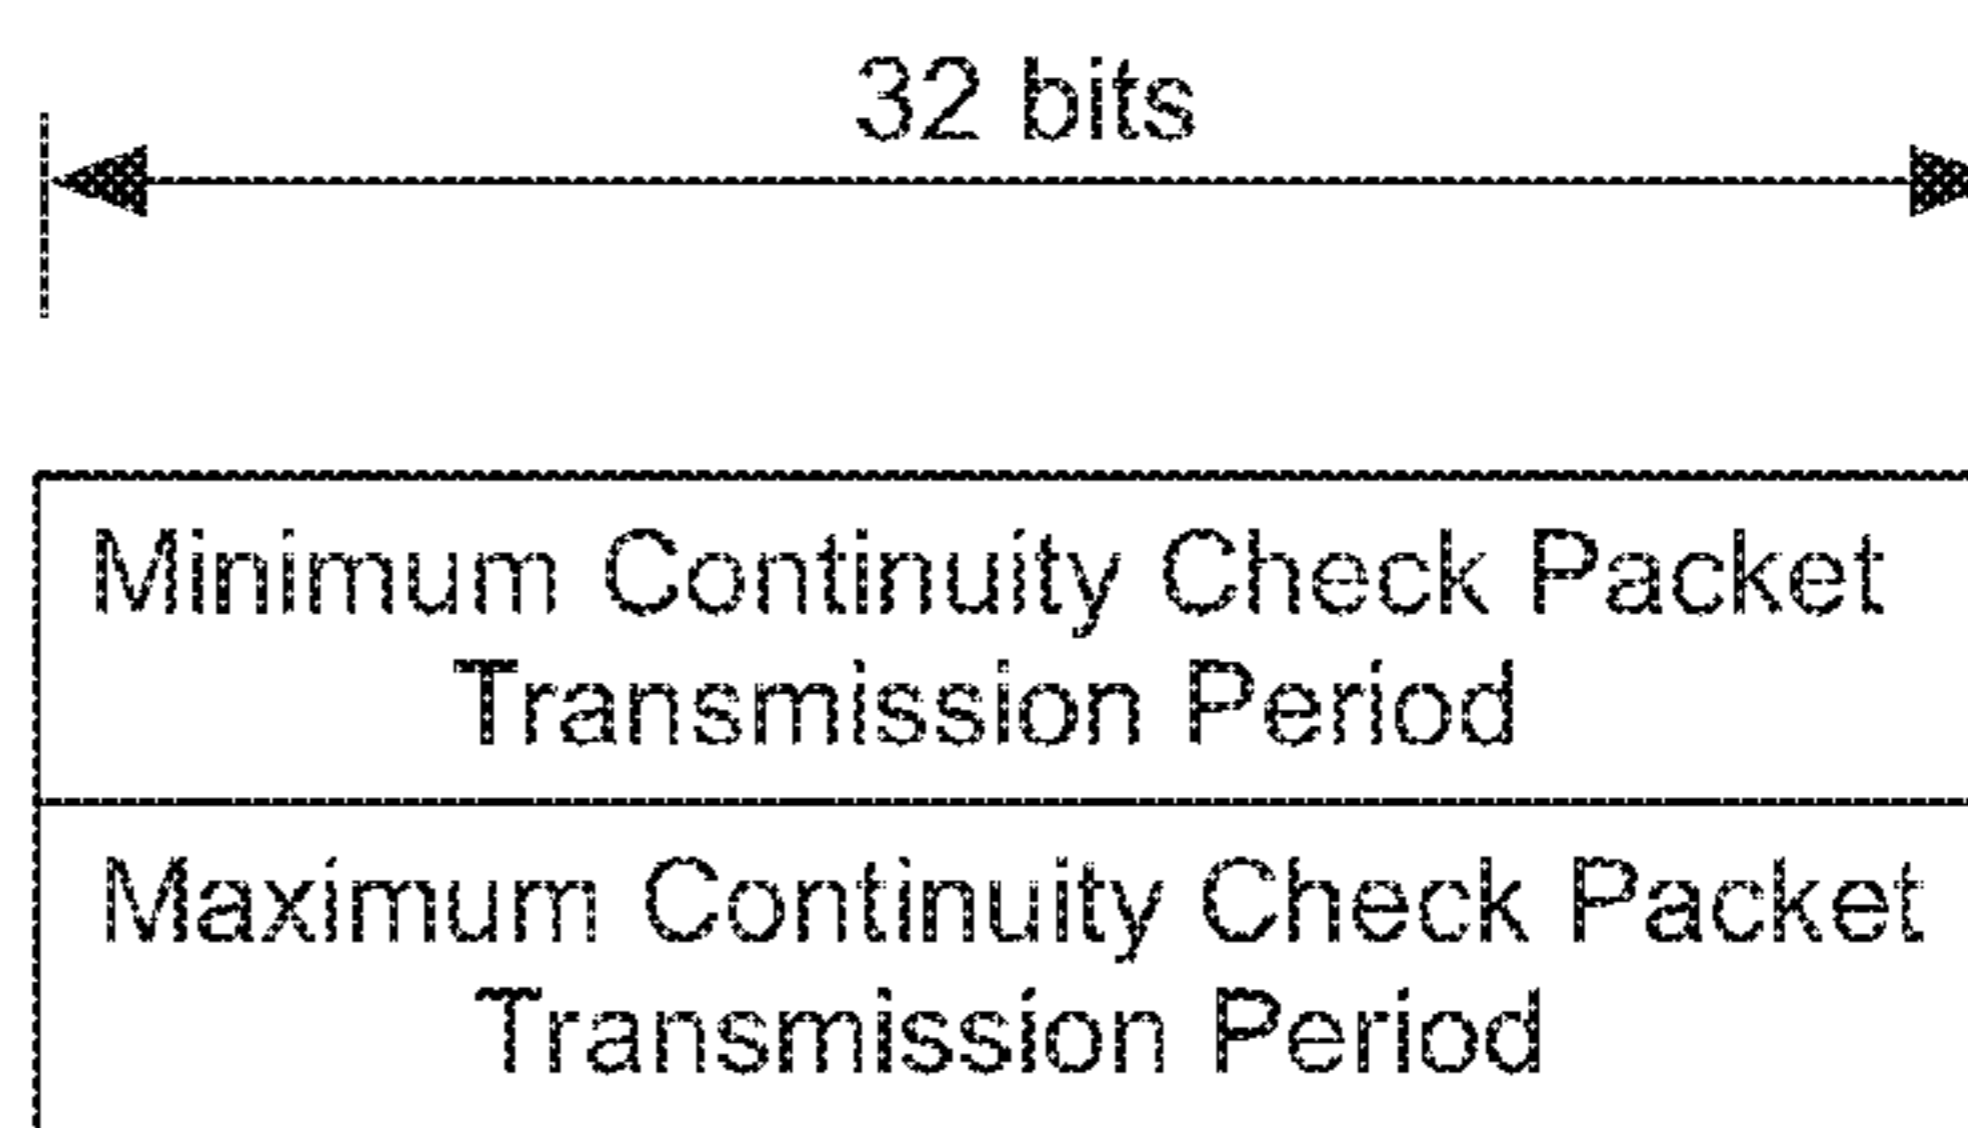 32 bits
Minimum Continuity Check Packet
Transmission Period
Maximum Continuity Check Packet
Transmission Period